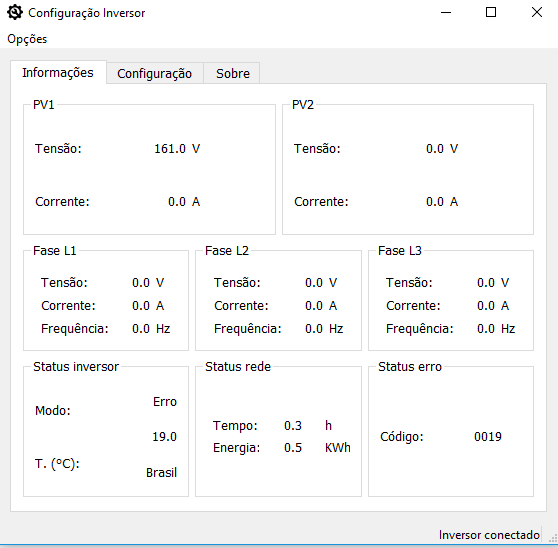 Configuração Inversor
Opções
Informações Configuração Sobre
PV1 PV2
Tensão: 161.0 V Tensão: 0.0 V
Corrente: 0.0 A Corrente: 0.0 A
Fase L1 Fase L2 Fase L3
Tensão: 0.0 V Tensão: 0.0 V Tensão: 0.0 V
Corrente: 0.0 A Corrente: 0.0 A Corrente: 0.0 A
Frequência: 0.0 Hz Frequência: 0.0 Hz Frequência: 0.0 Hz
Status inversor Status rede Status erro
Modo: Erro
19.0
T. (°C): Brasil
Tempo: 0.3 h
Energia: 0.5 KWh
Código: 0019
Inversor conectado